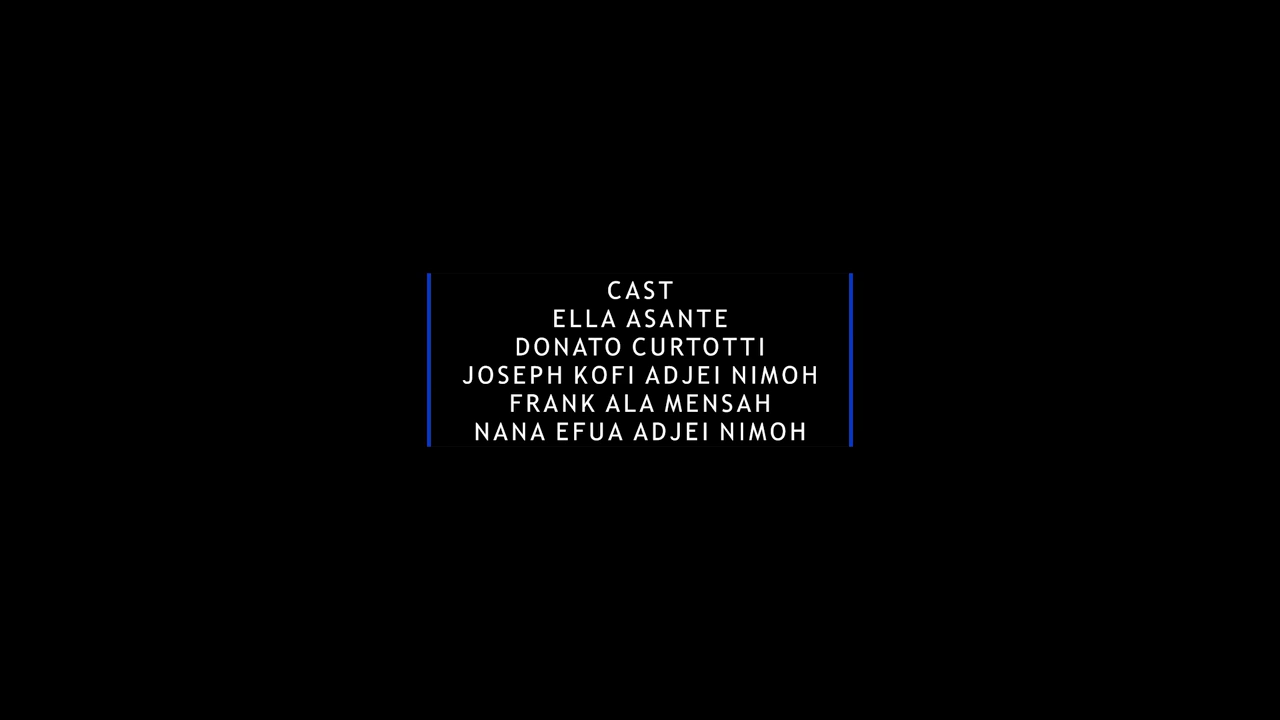 CAST
ELLA ASANTE
DONATO CURTOTTI
JOSEPH KOFI ADJEI NIMOH
FRANK ALA MENSAH
NANA EFUA ADJEI NIMOH